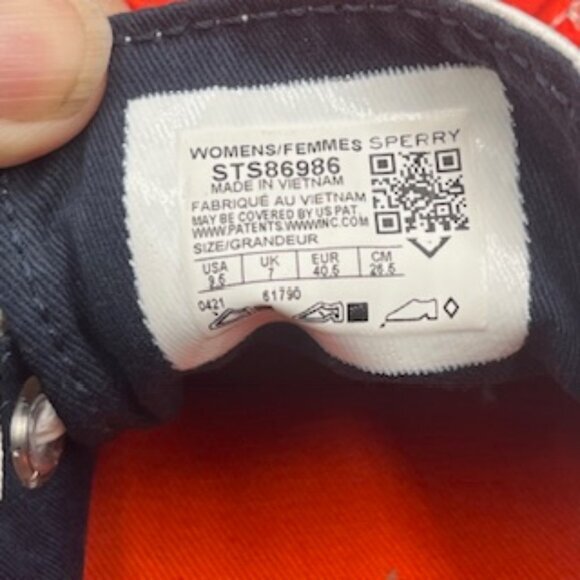 WOMENS/FEMMES SPERRY
STS86986
MADE IN VIETNAM
FABRIQUÉ AU VIETNAM
MAY BE COVERED BY US PAT.
WWW.PATENTS.WWWINC.COM
SIZE/GRANDEUR
USA UK EUR CM
9.5 7 40.5 26.5
0421 61790